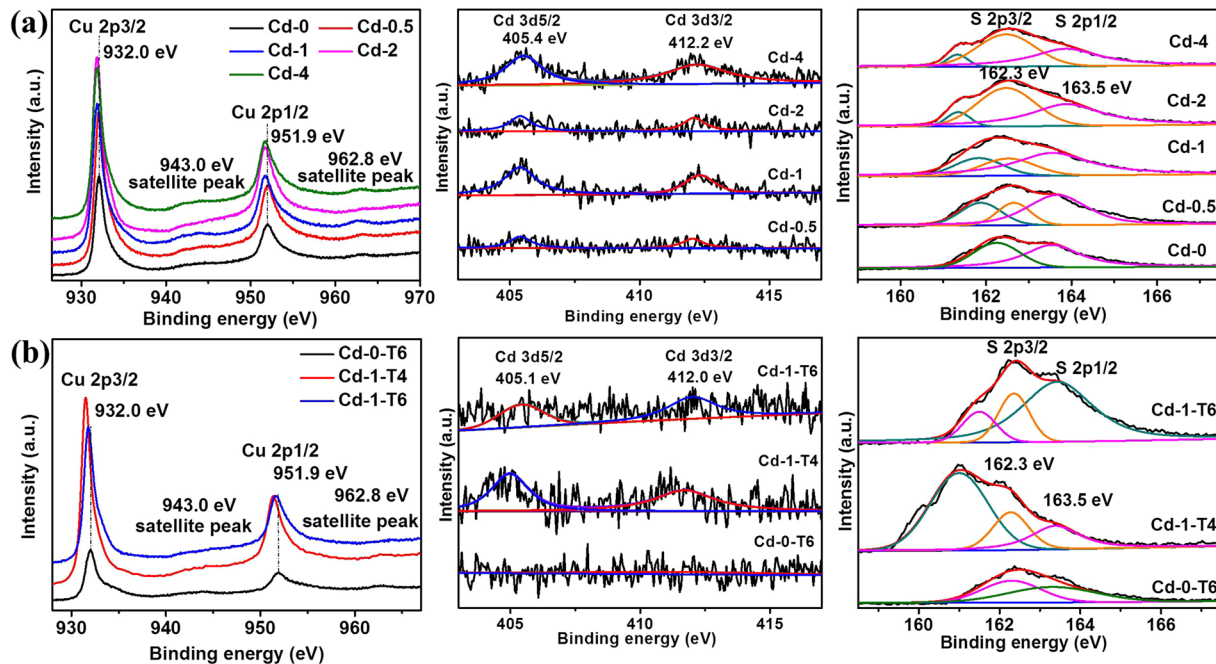 (a)
Cu 2p3/2
932.0 eV
Cd-0
Cd-0.5
Cd-1
Cd-2
Cd-4
Cu 2p1/2
951.9 eV
943.0 eV
satellite peak
962.8 eV
Intensity (a.u.)
930 940 950 960 970
Binding energy (eV)
Cd 3d5/2
405.4 eV
Cd 3d3/2
412.2 eV
Cd-4
Cd-2
Cd-1
Cd-0.5
Intensity (a.u.)
405 410 415
Binding energy (eV)
S 2p3/2
S 2p1/2
Cd-4
162.3 eV
163.5 eV
Cd-2
Cd-1
Cd-0.5
Cd-0
Intensity (a.u.)
160 162 164 166
Binding energy (eV)
(b)
Cu 2p3/2
932.0 eV
Cd-0-T6
Cd-1-T4
Cd-1-T6
Cu 2p1/2
951.9 eV
943.0 eV
satellite peak
962.8 eV
satellite peak
Intensity (a.u.)
930 940 950 960
Binding energy (eV)
Cd 3d5/2
405.1 eV
Cd 3d3/2
412.0 eV
Cd-1-T6
Cd-1-T4
Cd-0-T6
Intensity (a.u.)
405 410 415
Binding energy (eV)
S 2p3/2
S 2p1/2
Cd-1-T6
162.3 eV
163.5 eV
Cd-1-T4
Cd-0-T6
Intensity (a.u.)
160 162 164 166
Binding energy (eV)